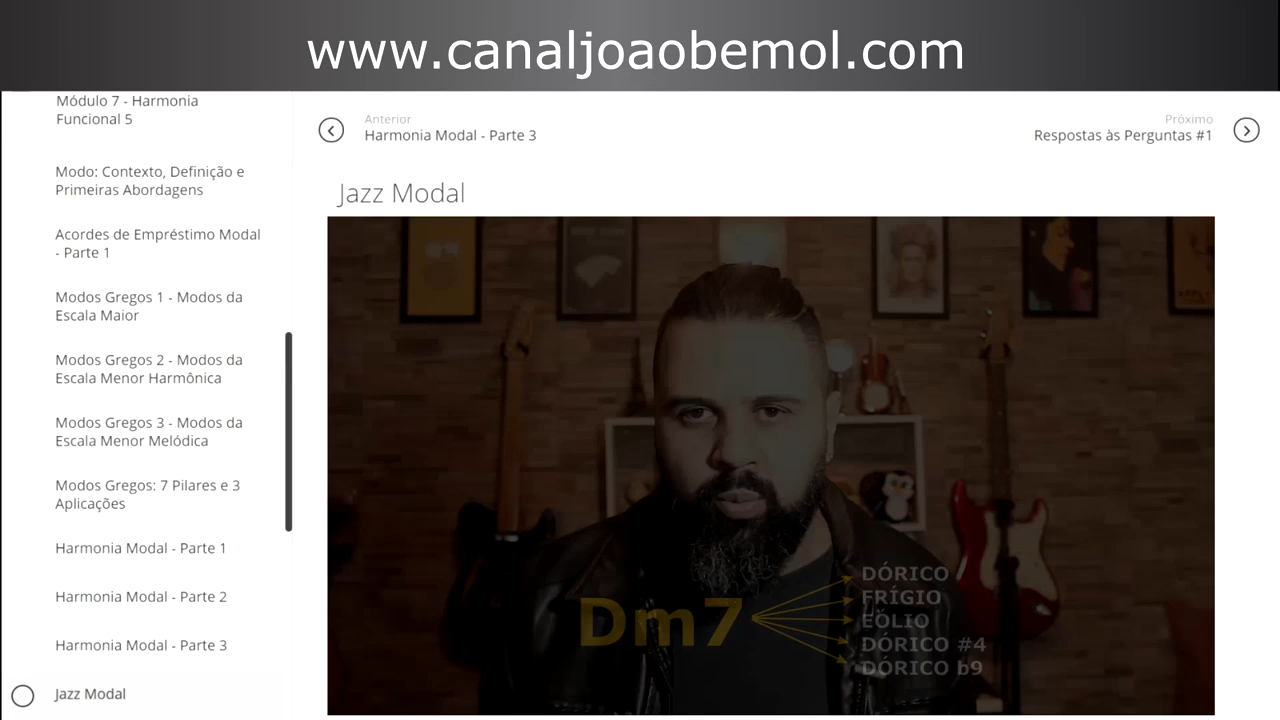 www.canaljoaobemol.com
Módulo 7 - Harmonia
Funcional 5
Modo: Contexto, Definição e
Primeiras Abordagens
Acordes de Empréstimo Modal
- Parte 1
Modos Gregos 1 - Modos da
Escala Maior
Modos Gregos 2 - Modos da
Escala Menor Harmônica
Modos Gregos 3 - Modos da
Escala Menor Melódica
Modos Gregos: 7 Pilares e 3
Aplicações
Harmonia Modal - Parte 1
Harmonia Modal - Parte 2
Harmonia Modal - Parte 3
Jazz Modal
Anterior
Harmonia Modal - Parte 3
Próximo
Respostas às Perguntas #1
Jazz Modal
Dm7
DÓRICO
FRÍGIO
EÓLIO
DÓRICO #4
DÓRICO b9